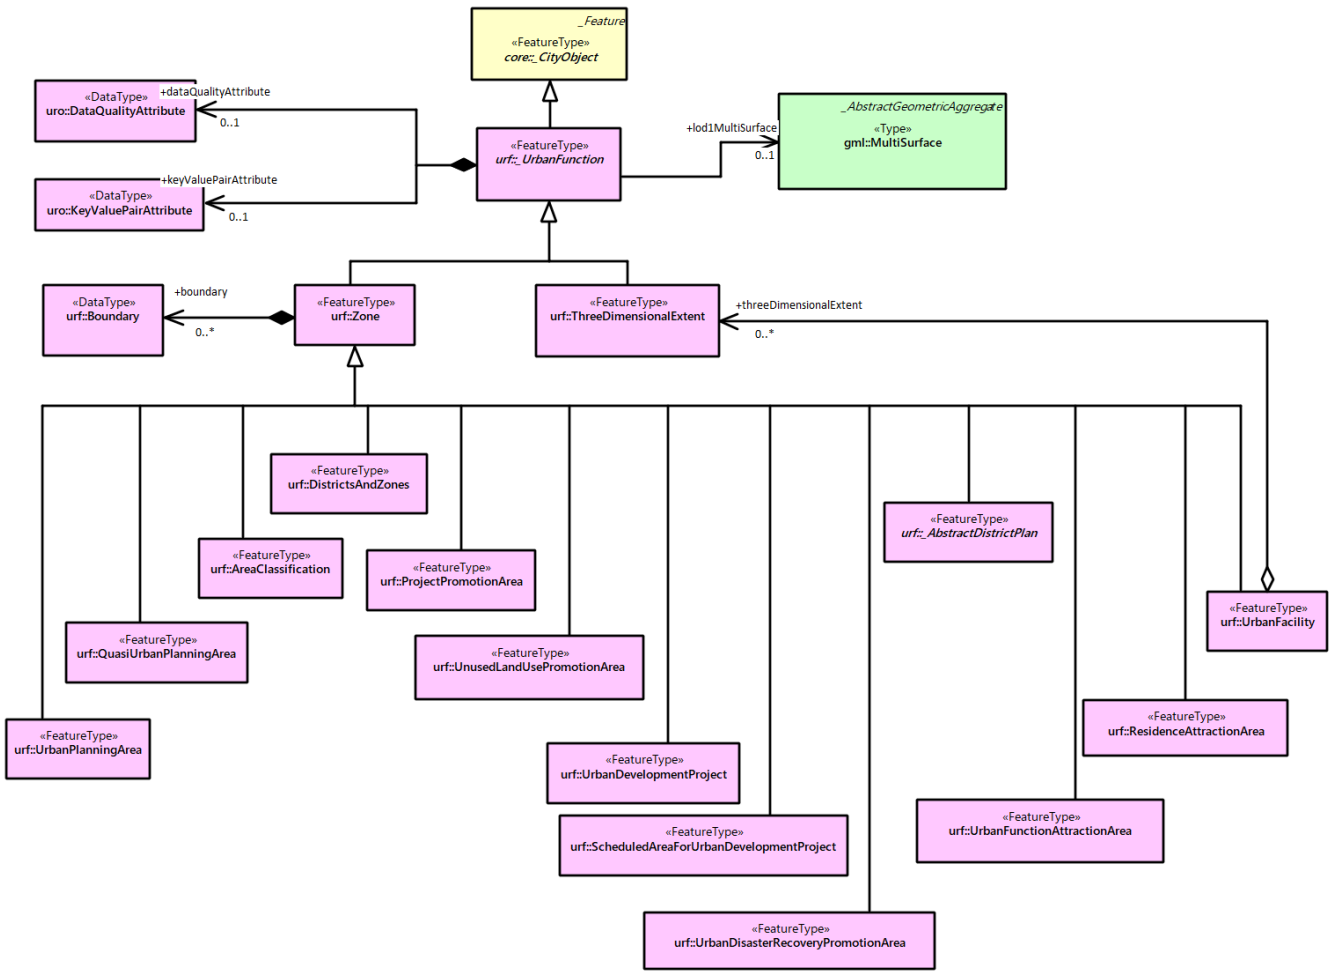 _Feature
«FeatureType»
core::_CityObject
«DataType»
uro::DataQualityAttribute
+dataQualityAttribute
0..1
«FeatureType»
urf::_UrbanFunction
+lod1MultiSurface
0..1
_AbstractGeometricAggregate
«Type»
gml::MultiSurface
+keyValuePairAttribute
«DataType»
uro::KeyValuePairAttribute
0..1
«DataType»
urf::Boundary
+boundary
0..*
«FeatureType»
urf::Zone
«FeatureType»
urf::ThreeDimensionalExtent
+threeDimensionalExtent
0..*
«FeatureType»
urf::DistrictsAndZones
«FeatureType»
urf::_AbstractDistrictPlan
«FeatureType»
urf::AreaClassification
«FeatureType»
urf::ProjectPromotionArea
«FeatureType»
urf::UrbanFacility
«FeatureType»
urf::QuasiUrbanPlanningArea
«FeatureType»
urf::UnusedLandUsePromotionArea
«FeatureType»
urf::ResidenceAttractionArea
«FeatureType»
urf::UrbanPlanningArea
«FeatureType»
urf::UrbanDevelopmentProject
«FeatureType»
urf::UrbanFunctionAttractionArea
«FeatureType»
urf::ScheduledAreaForUrbanDevelopmentProject
«FeatureType»
urf::UrbanDisasterRecoveryPromotionArea